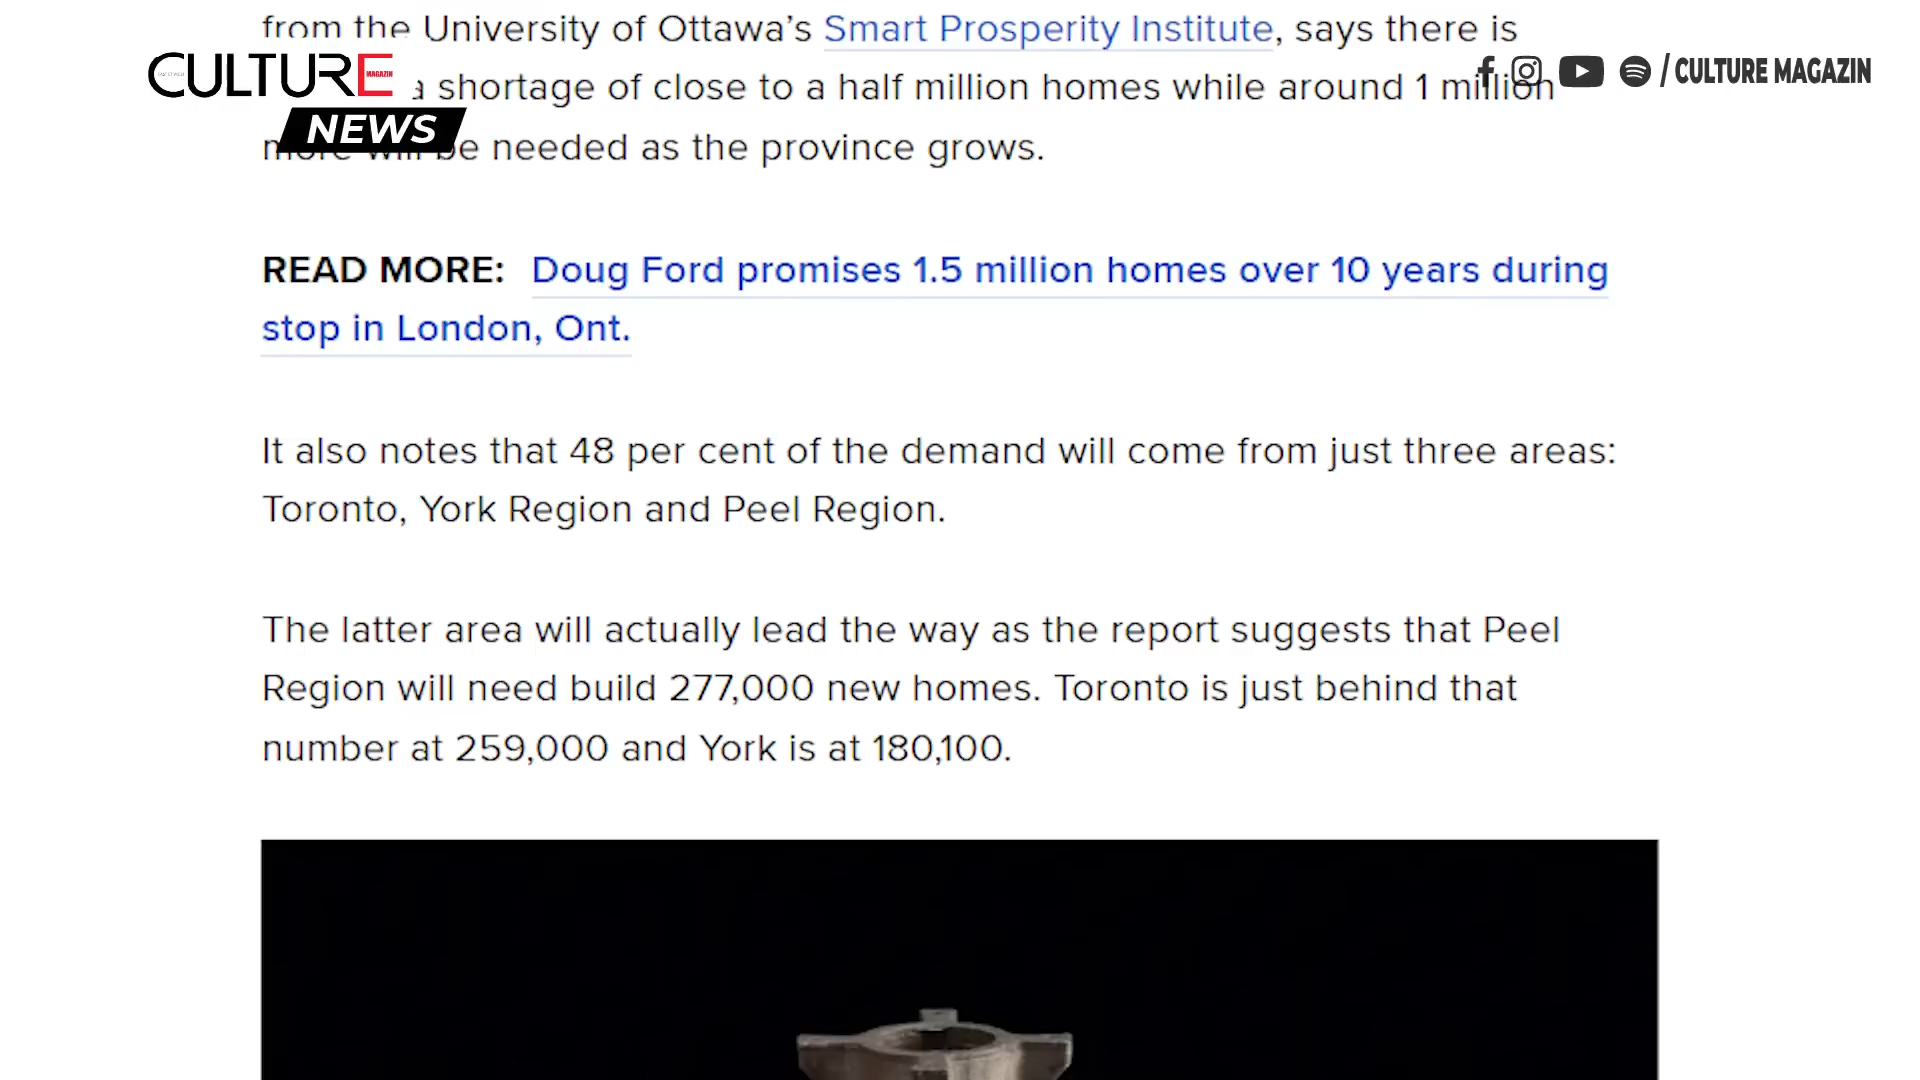 from the University of Ottawa's Smart Prosperity Institute, says there is
CULTURE
MAGAZIN
/ CULTURE MAGAZIN
a shortage of close to a half million homes while around 1 million
NEWS
more will be needed as the province grows.
READ MORE: Doug Ford promises 1.5 million homes over 10 years during
stop in London, Ont.
It also notes that 48 per cent of the demand will come from just three areas:
Toronto, York Region and Peel Region.
The latter area will actually lead the way as the report suggests that Peel
Region will need build 277,000 new homes. Toronto is just behind that
number at 259,000 and York is at 180,100.